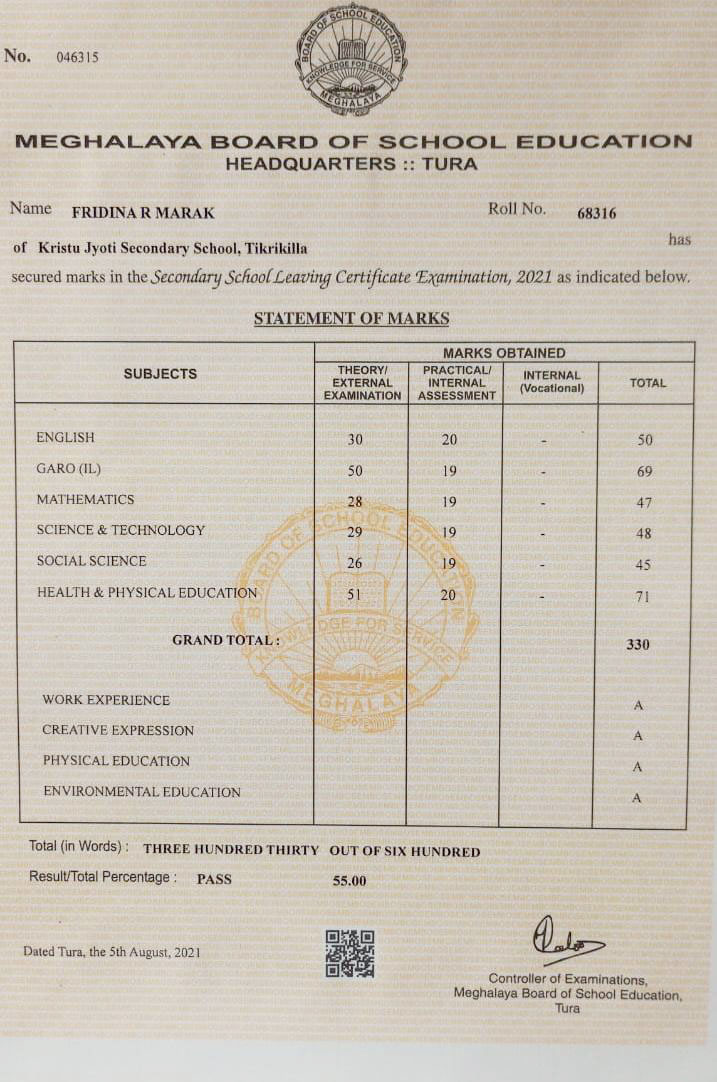 BOARD OF SCHOOL EDUCATION
KNOWLEDGE FOR SERVICE
MEGHALAYA
No. 046315
MEGHALAYA BOARD OF SCHOOL EDUCATION
HEADQUARTERS :: TURA
Name FRIDINA R MARAK Roll No. 68316
of Kristu Jyoti Secondary School, Tikrikilla has
secured marks in the Secondary School Leaving Certificate Examination, 2021 as indicated below.
STATEMENT OF MARKS
SUBJECTS MARKS OBTAINED
THEORY/ EXTERNAL EXAMINATION PRACTICAL/ INTERNAL ASSESSMENT INTERNAL (Vocational) TOTAL
ENGLISH 30 20 - 50
GARO (IL) 50 19 - 69
MATHEMATICS 28 19 - 47
SCIENCE & TECHNOLOGY 29 19 - 48
SOCIAL SCIENCE 26 19 - 45
HEALTH & PHYSICAL EDUCATION 51 20 - 71
GRAND TOTAL : 330
BOARD OF SCHOOL EDUCATION
KNOWLEDGE FOR SERVICE
MEGHALAYA
WORK EXPERIENCE A
CREATIVE EXPRESSION A
PHYSICAL EDUCATION A
ENVIRONMENTAL EDUCATION A
Total (in Words) : THREE HUNDRED THIRTY OUT OF SIX HUNDRED
Result/Total Percentage : PASS 55.00
Dated Tura, the 5th August, 2021
Controller of Examinations,
Meghalaya Board of School Education,
Tura